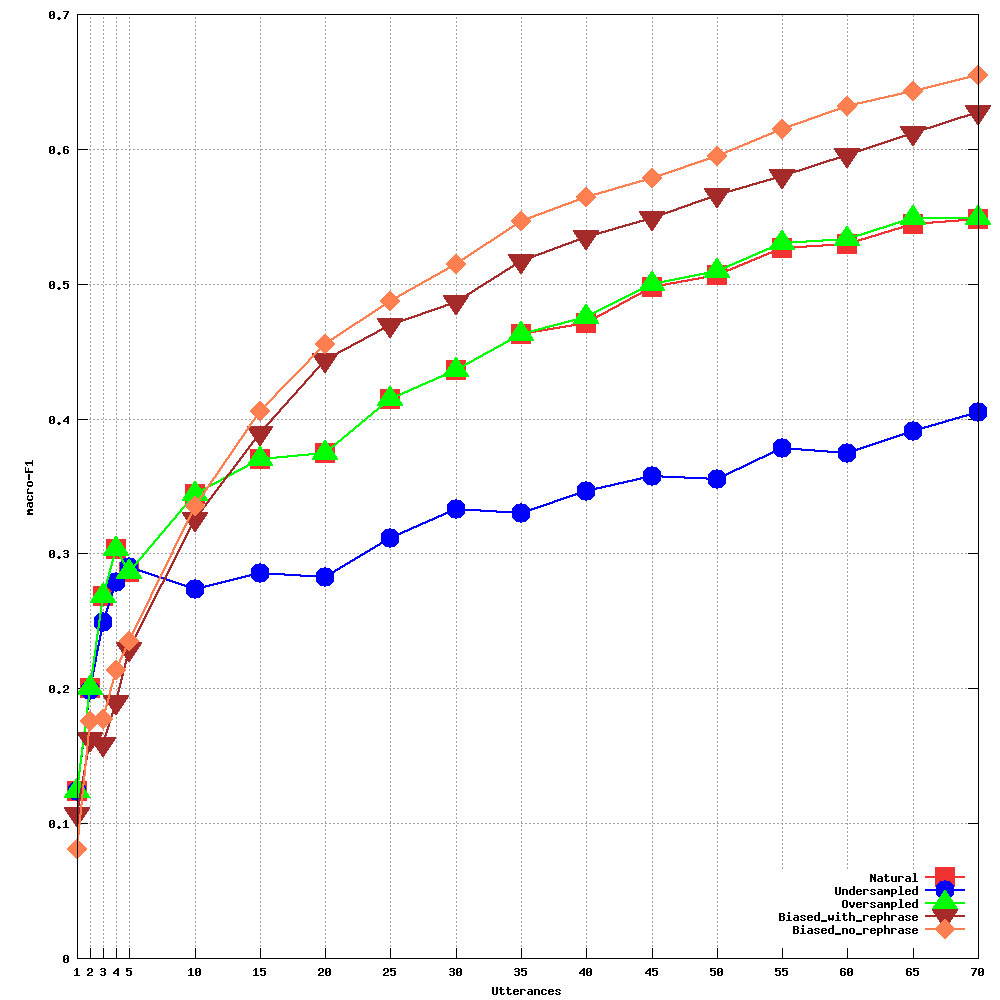 0.7
0.6
0.5
0.4
macro-F1
0.3
0.2
0.1
0
1 2 3 4 5 10 15 20 25 30 35 40 45 50 55 60 65 70
Utterances
Natural
Undersampled
Oversampled
Biased_with_rephrase
Biased_no_rephrase